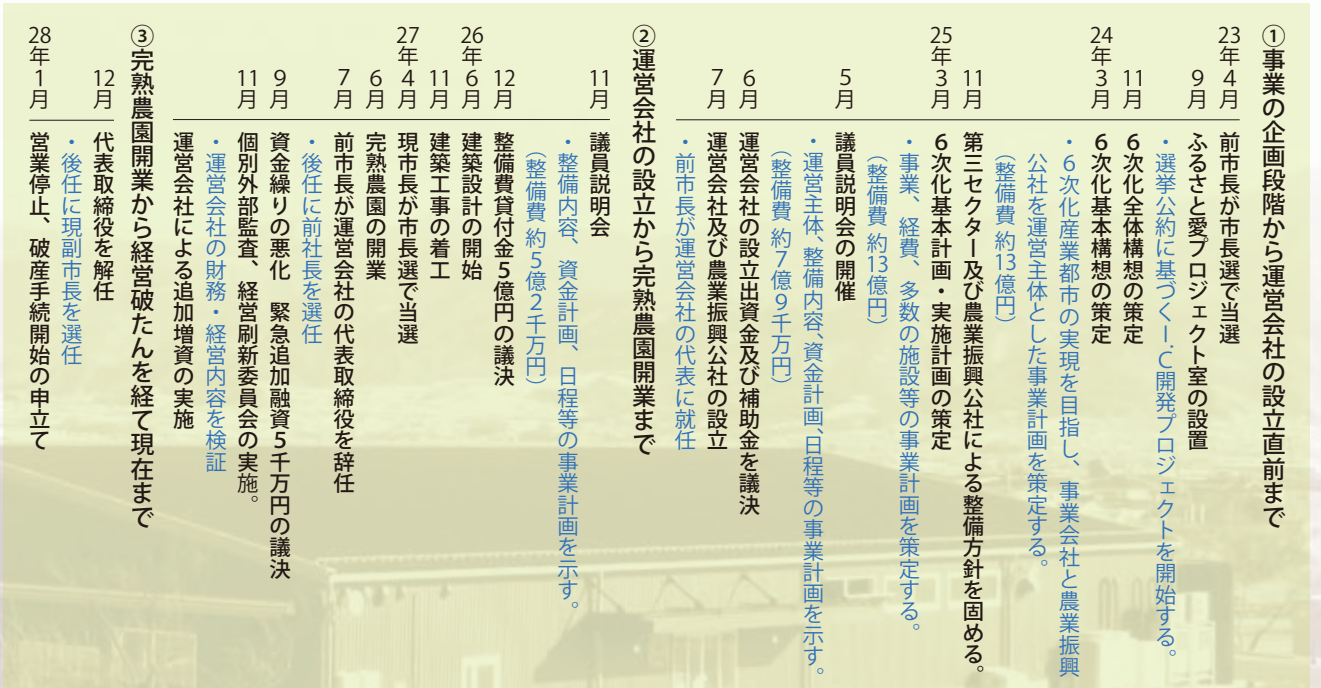 ①事業の企画段階から運営会社の設立直前まで
23年4月 前市長が市長選で当選
9月 ふるさと愛プロジェクト室の設置
・選挙公約に基づくI.C開発プロジェクトを開始する。
11月 6次化全体構想の策定
24年3月 6次化基本構想の策定
・6次化産業都市の実現を目指し、事業会社と農業振興
公社を運営主体とした事業計画を策定する。
(整備費 約13億円)
11月 第三セクター及び農業振興公社による整備方針を固める。
25年3月 6次化基本計画・実施計画の策定
・事業、経費、多数の施設等の事業計画を策定する。
(整備費 約13億円)
5月 議員説明会の開催
・運営主体、整備内容、資金計画、日程等の事業計画を示す。
(整備費 約7億9千万円)
6月 運営会社の設立出資金及び補助金を議決
7月 運営会社及び農業振興公社の設立
・前市長が運営会社の代表に就任
②運営会社の設立から完熟農園開業まで
11月 議員説明会
・整備内容、資金計画、日程等の事業計画を示す。
(整備費 約5億2千万円)
12月 整備費貸付金5億円の議決
26年6月 建築設計の開始
11月 建築工事の着工
27年4月 現市長が市長選で当選
6月 完熟農園の開業
7月 前市長が運営会社の代表取締役を辞任
・後任に前社長を選任
9月 資金繰りの悪化 緊急追加融資5千万円の議決
11月 個別外部監査、経営刷新委員会の実施。
・運営会社の財務・経営内容を検証
運営会社による追加増資の実施
③完熟農園開業から経営破たんを経て現在まで
12月 代表取締役を解任
・後任に現副市長を選任
28年1月 営業停止、破産手続開始の申立て